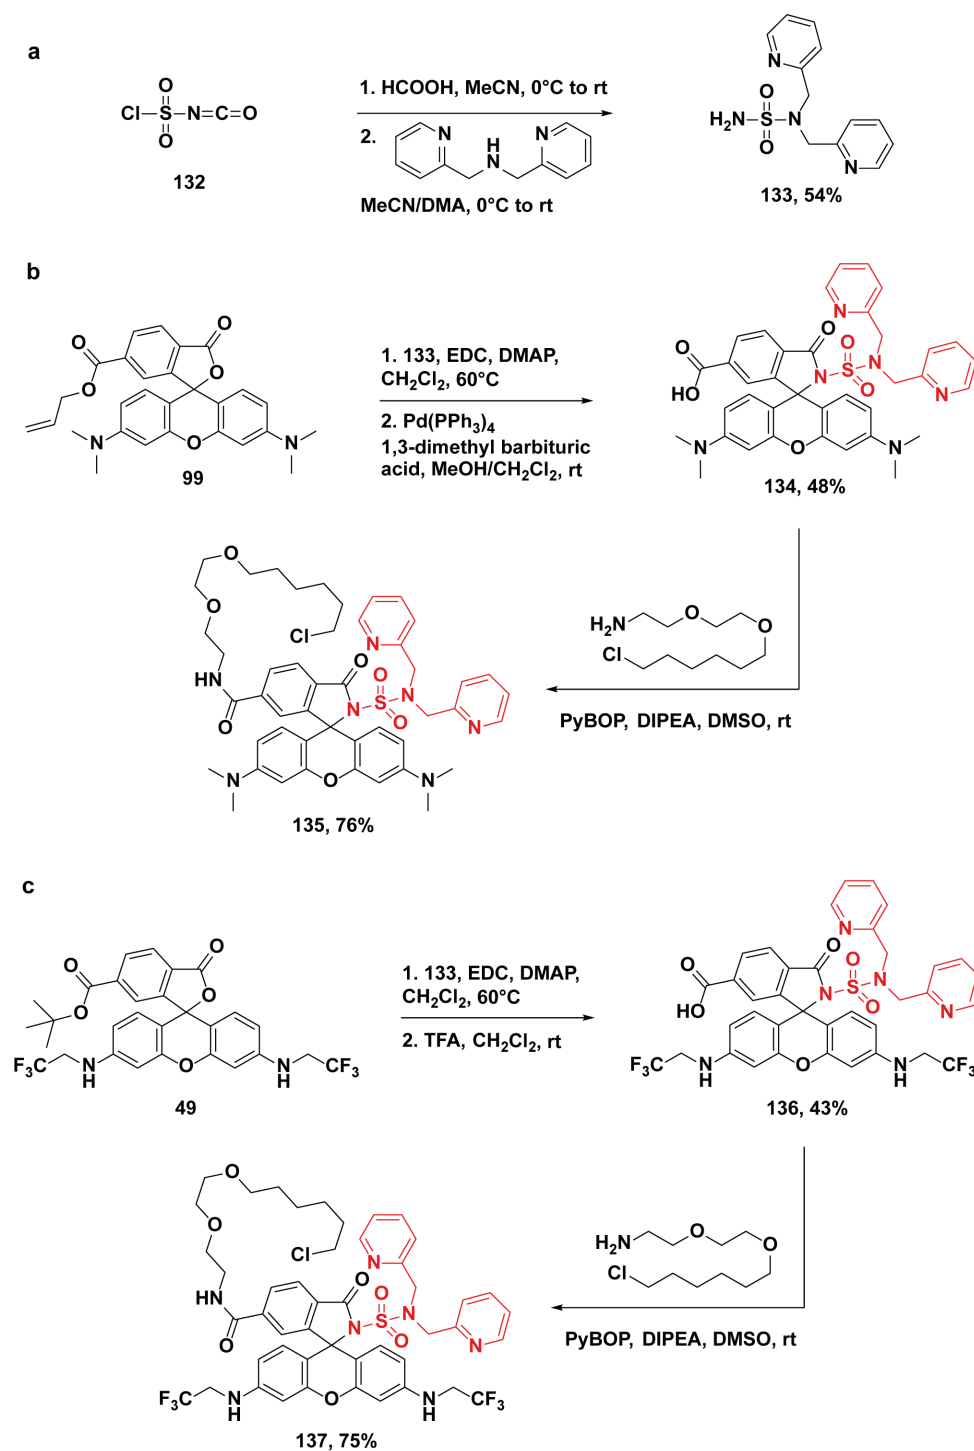 a
Cl
O
S
O
N=C=O
132
1. HCOOH, MeCN, 0°C to rt
2.
N
H
N
N
MeCN/DMA, 0°C to rt
N
O
H2N
S
N
O
N
133, 54%
b
O
O
O
O
N
O
N
99
1. 133, EDC, DMAP,
CH2Cl2, 60°C
2. Pd(PPh3)4
1,3-dimethyl barbituric
acid, MeOH/CH2Cl2, rt
N
O
O
O
N
OH
N
S
O
N
N
O
N
134, 48%
O
O
Cl
HN
O
N
O
O
N
N
S
O
N
N
O
N
135, 76%
H2N
O
O
Cl
PyBOP, DIPEA, DMSO, rt
c
O
O
O
O
F3C
N
H
O
N
H
CF3
49
1. 133, EDC, DMAP,
CH2Cl2, 60°C
2. TFA, CH2Cl2, rt
N
O
O
O
N
OH
N
S
O
N
F3C
N
H
O
N
H
CF3
136, 43%
O
O
Cl
HN
O
N
O
O
N
N
S
O
N
F3C
N
H
O
N
H
CF3
137, 75%
H2N
O
O
Cl
PyBOP, DIPEA, DMSO, rt